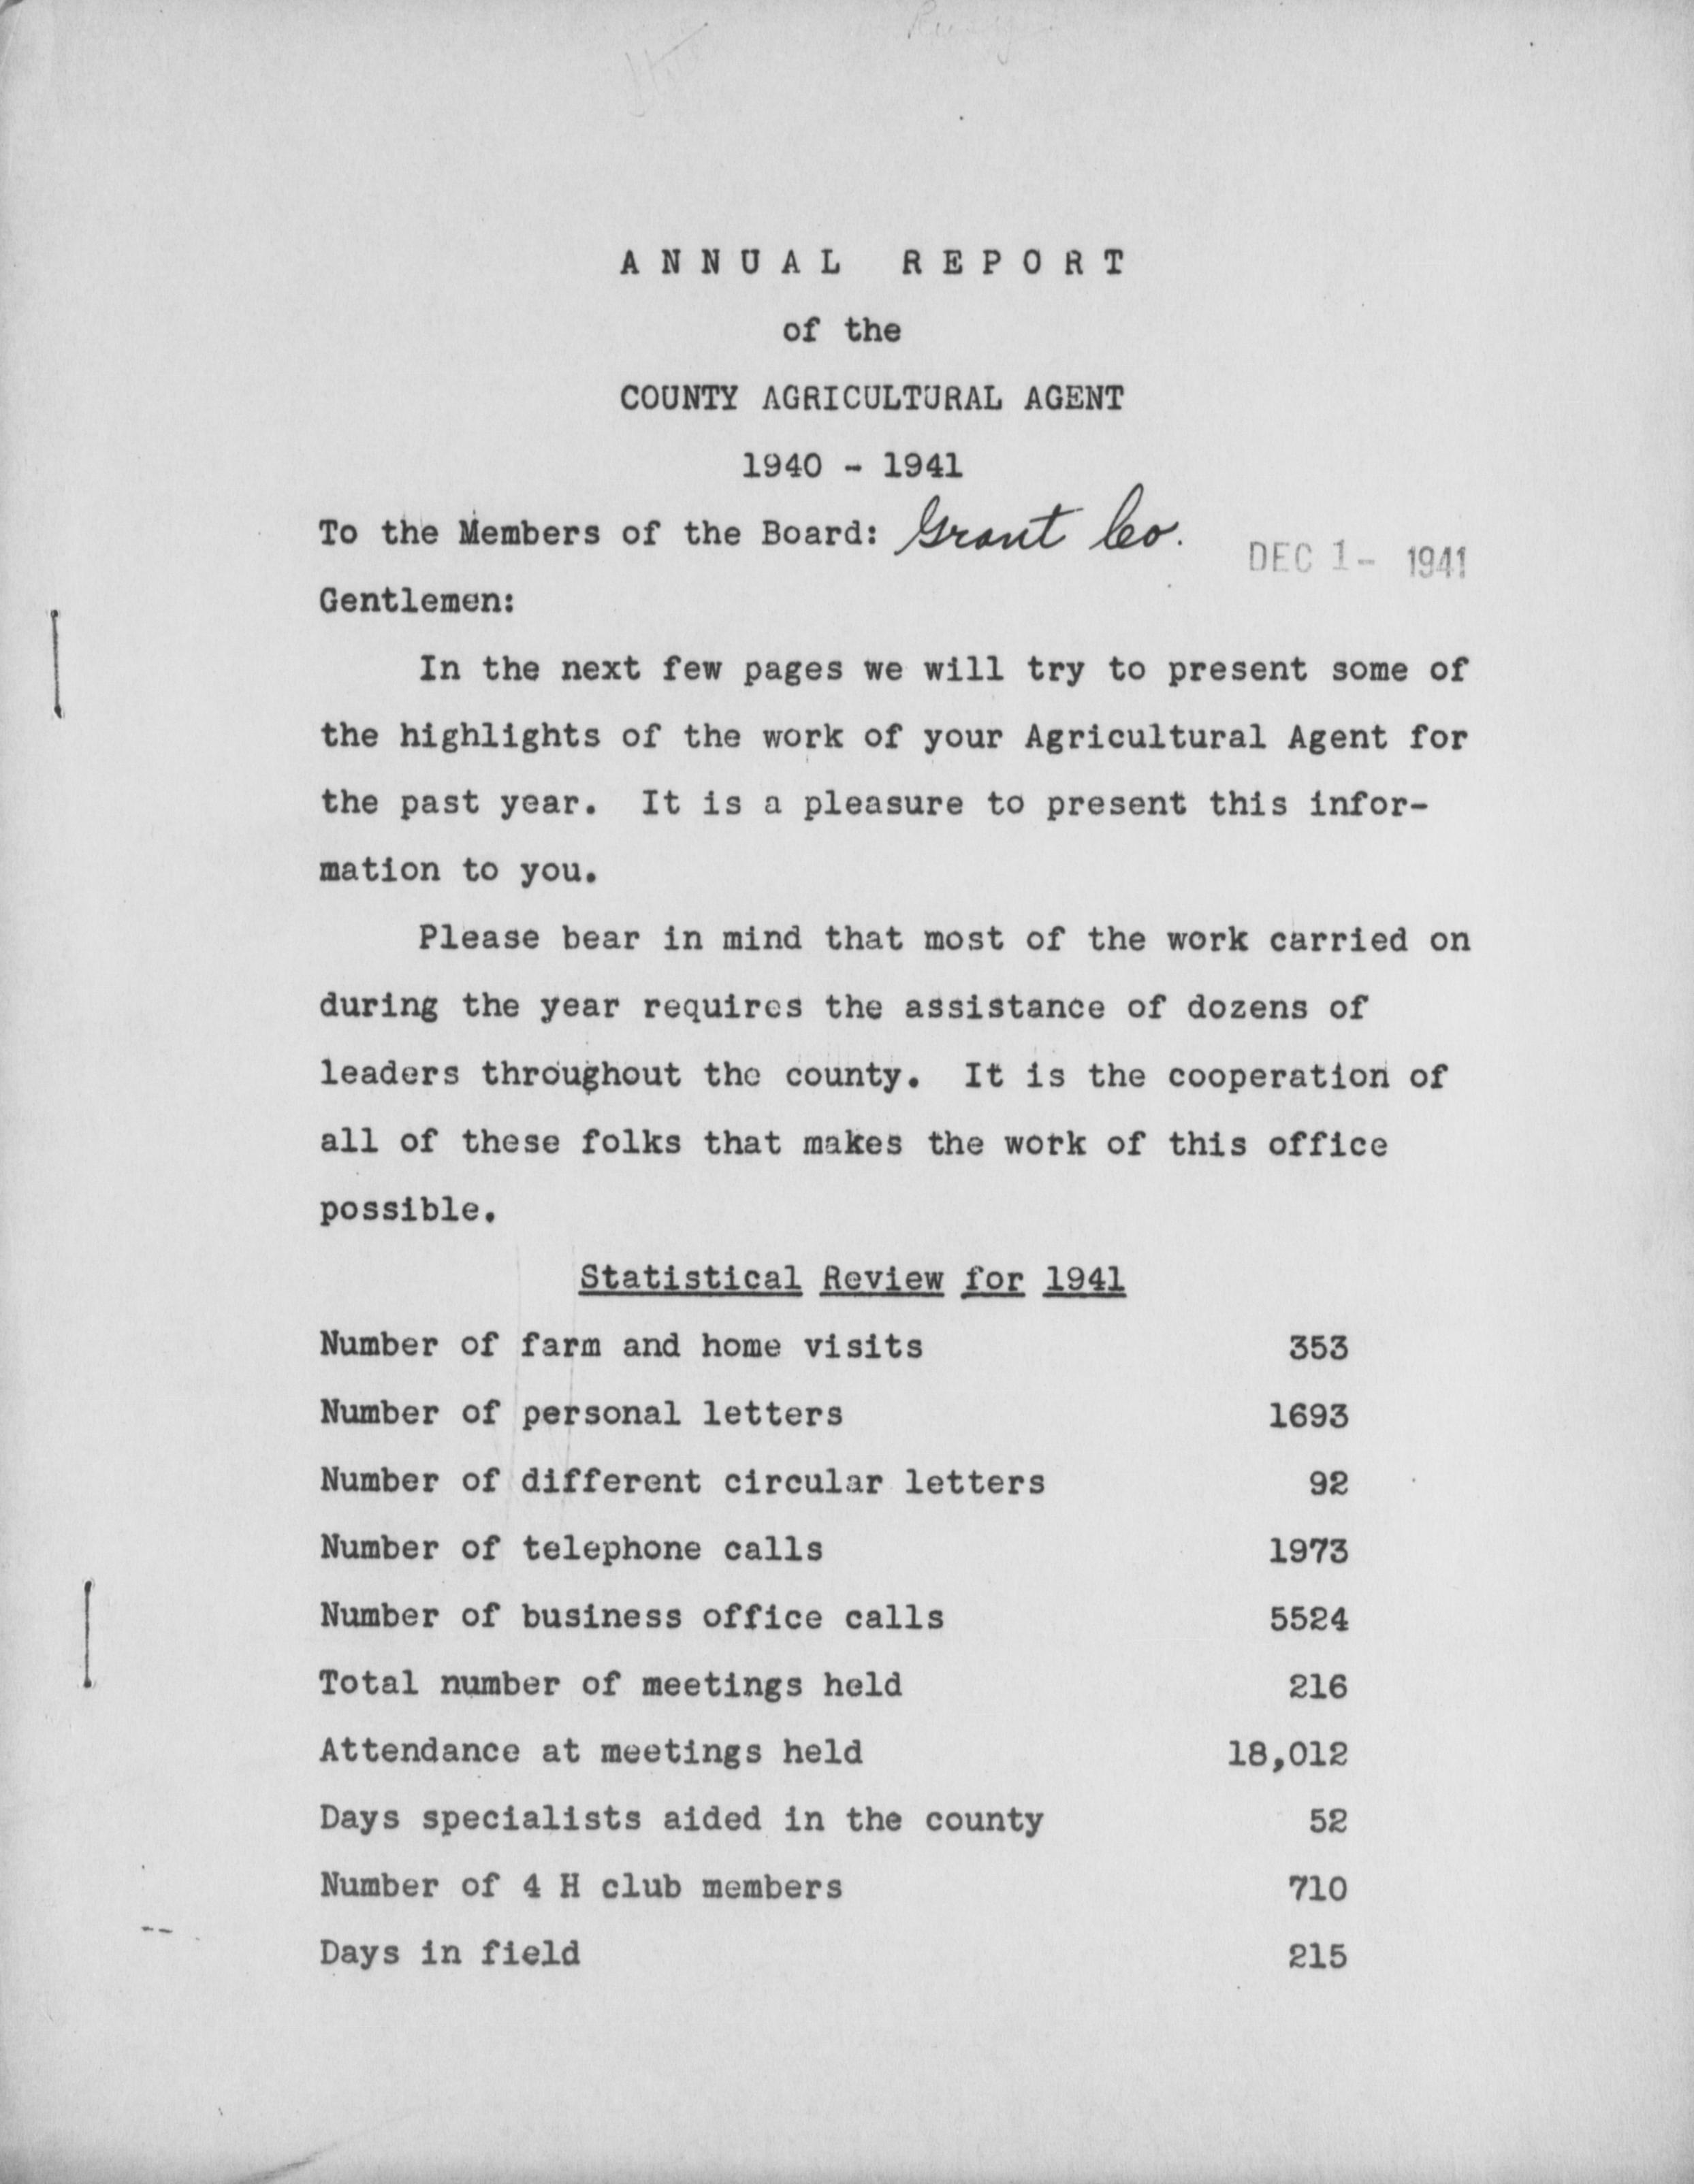 ANNUAL REPORT
of the
COUNTY AGRICULTURAL AGENT
1940 - 1941
To the Members of the Board: Grant Co.
DEC 1- 1941
Gentlemen:
In the next few pages we will try to present some of
the highlights of the work of your Agricultural Agent for
the past year. It is a pleasure to present this infor-
mation to you.
Please bear in mind that most of the work carried on
during the year requires the assistance of dozens of
leaders throughout the county. It is the cooperation of
all of these folks that makes the work of this office
possible.
Statistical Review for 1941
Number of farm and home visits 353
Number of personal letters 1693
Number of different circular letters 92
Number of telephone calls 1973
Number of business office calls 5524
Total number of meetings held 216
Attendance at meetings held 18,012
Days specialists aided in the county 52
Number of 4 H club members 710
Days in field 215